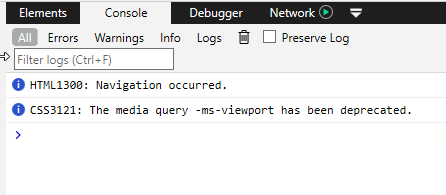 Elements Console Debugger Network
All Errors Warnings Info Logs Preserve Log
Filter logs (Ctrl+F)
HTML1300: Navigation occurred.
CSS3121: The media query -ms-viewport has been deprecated.